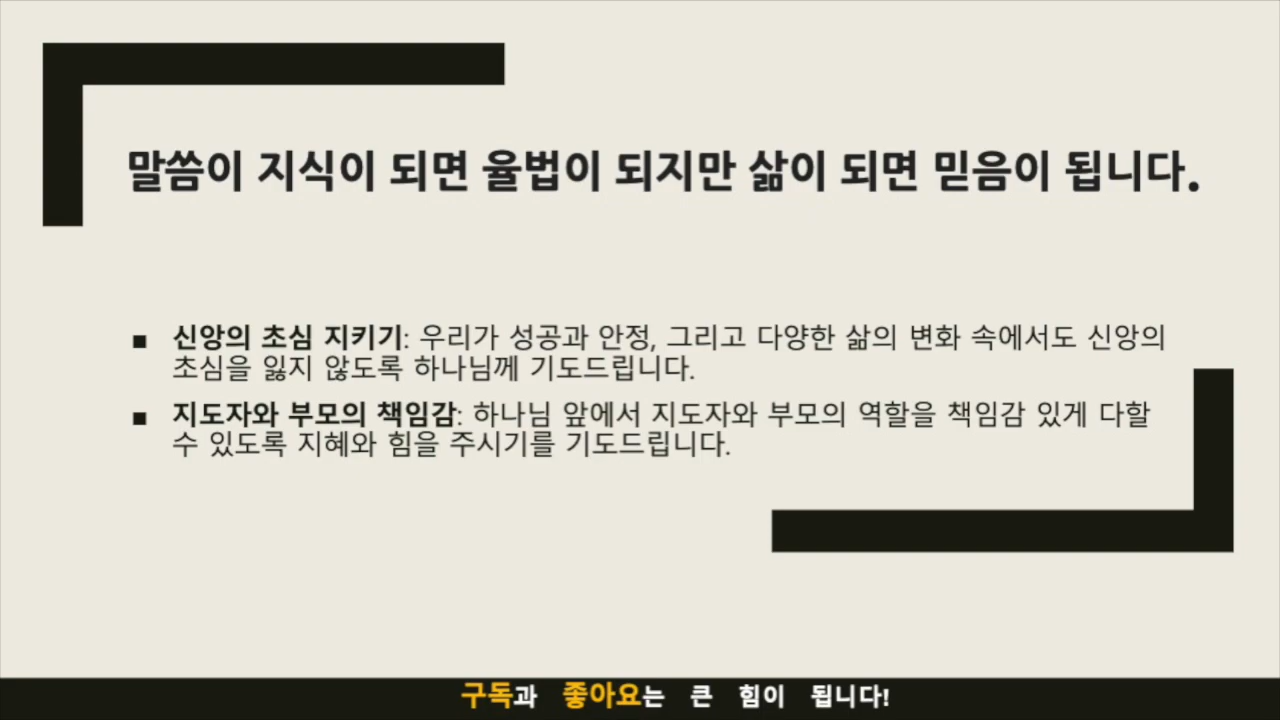 말씀이 지식이 되면 율법이 되지만 삶이 되면 믿음이 됩니다.
■ 신앙의 초심 지키기: 우리가 성공과 안정, 그리고 다양한 삶의 변화 속에서도 신앙의
초심을 잃지 않도록 하나님께 기도드립니다.
■ 지도자와 부모의 책임감: 하나님 앞에서 지도자와 부모의 역할을 책임감 있게 다할
수 있도록 지혜와 힘을 주시기를 기도드립니다.
구독과 좋아요는 큰 힘이 됩니다!